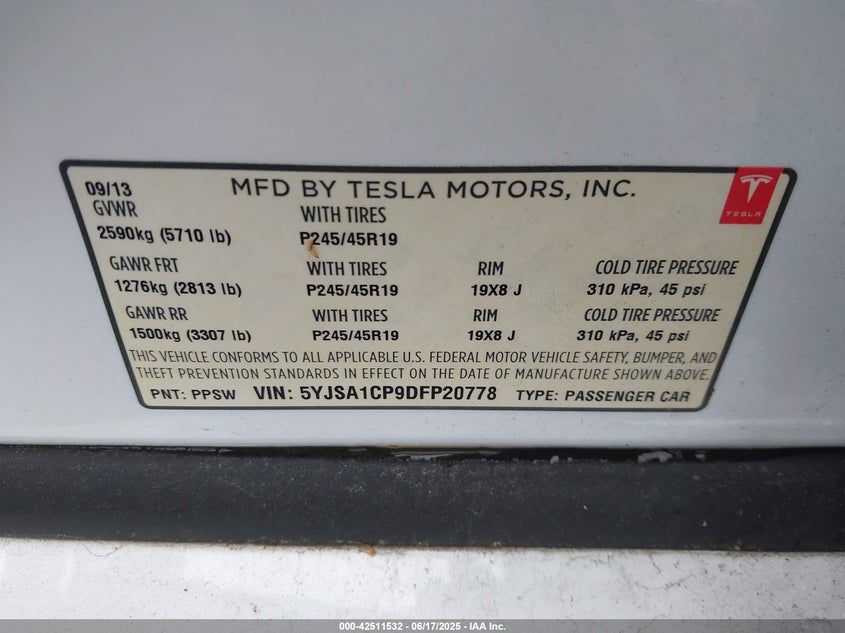 09/13 MFD BY TESLA MOTORS, INC.
TESLA
GVWR WITH TIRES
2590kg (5710 lb) P245/45R19
GAWR FRT WITH TIRES RIM COLD TIRE PRESSURE
1276kg (2813 lb) P245/45R19 19X8 J 310 kPa, 45 psi
GAWR RR WITH TIRES RIM COLD TIRE PRESSURE
1500kg (3307 lb) P245/45R19 19X8 J 310 kPa, 45 psi
THIS VEHICLE CONFORMS TO ALL APPLICABLE U.S. FEDERAL MOTOR VEHICLE SAFETY, BUMPER, AND
THEFT PREVENTION STANDARDS IN EFFECT ON THE DATE OF MANUFACTURE SHOWN ABOVE.
PNT: PPSW VIN: 5YJSA1CP9DFP20778 TYPE: PASSENGER CAR
000-42511532 - 06/17/2025 - IAA Inc.